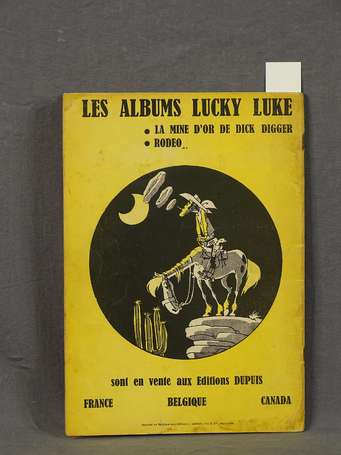 LES ALBUMS LUCKY LUKE
● LA MINE D'OR DE DICK DIGGER
● RODEO..
sont en vente aux Editions DUPUIS
FRANCE BELGIQUE CANADA